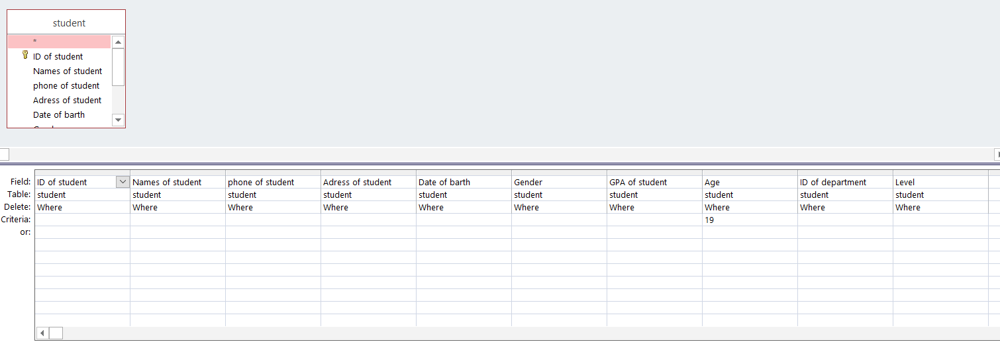 student
*
ID of student
Names of student
phone of student
Adress of student
Date of barth
Field: ID of student Names of student phone of student Adress of student Date of barth Gender GPA of student Age ID of department Level
Table: student student student student student student student student student student
Delete: Where Where Where Where Where Where Where Where Where Where
Criteria: 19
or: